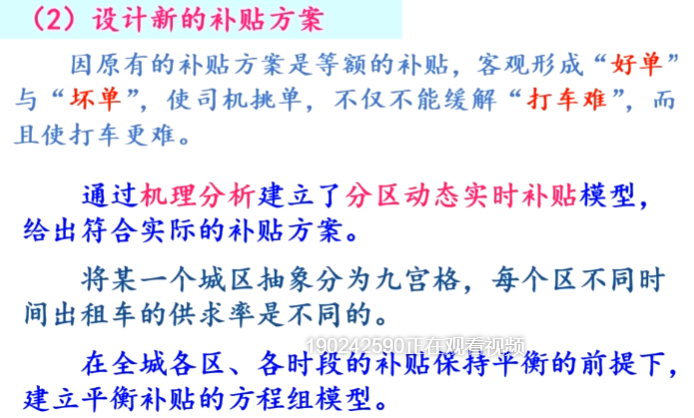 （2）设计新的补贴方案
因原有的补贴方案是等额的补贴，客观形成“好单”
与“坏单”，使司机挑单，不仅不能缓解“打车难”，而
且使打车更难。
通过机理分析建立了分区动态实时补贴模型，
给出符合实际的补贴方案。
将某一个城区抽象分为九宫格，每个区不同时
间出租车的供求率是不同的。
190242590正在观看视频
在全城各区、各时段的补贴保持平衡的前提下，
建立平衡补贴的方程组模型。